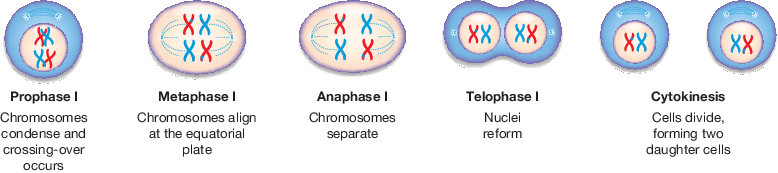 Prophase I
Chromosomes
condense and
crossing-over
occurs
Metaphase I
Chromosomes align
at the equatorial
plate
Anaphase I
Chromosomes
separate
Telophase I
Nuclei
reform
Cytokinesis
Cells divide,
forming two
daughter cells